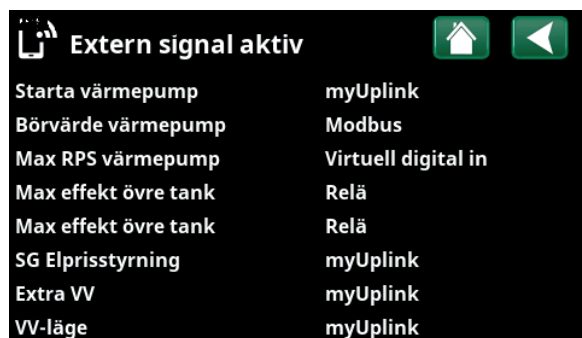 Extern signal aktiv
Starta värmepump myUplink
Börvärde värmepump Modbus
Max RPS värmepump Virtuell digital in
Max effekt övre tank Relä
Max effekt övre tank Relä
SG Elprisstyrning myUplink
Extra VV myUplink
VV-läge myUplink